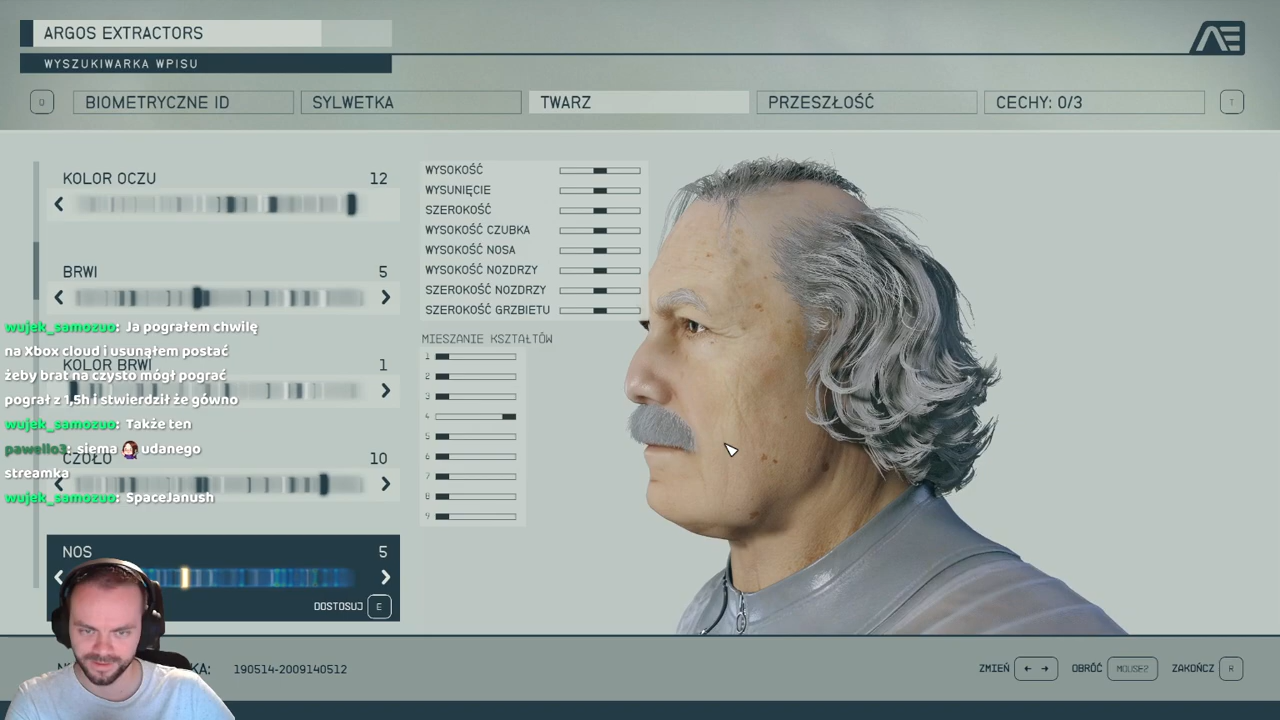 ARGOS EXTRACTORS
WYSZUKIWARKA WPISU
Q
BIOMETRYCZNE ID
SYLWETKA
TWARZ
PRZESZŁOŚĆ
CECHY: 0/3
T
KOLOR OCZU 12
BRWI 5
KOLOR BRWI 1
CZOŁO 10
NOS 5
DOSTOSUJ E
wujek_samozuo: Ja pograłem chwilę
na Xbox cloud i usunąłem postać
żeby brat na czysto mógł pograć
pograł z 1,5h i stwierdził że gówno
wujek_samozuo: Także ten
pawello3: siema udanego
streamka
wujek_samozuo: SpaceJanush
WYSOKOŚĆ
WYSUNIĘCIE
SZEROKOŚĆ
WYSOKOŚĆ CZUBKA
WYSOKOŚĆ NOSA
WYSOKOŚĆ NOZDRZY
SZEROKOŚĆ NOZDRZY
SZEROKOŚĆ GRZBIETU
MIESZANIE KSZTAŁTÓW
1
2
3
4
5
6
7
8
9
KA: 190514-2009140512
ZMIEŃ
OBRÓĆ MOUSE2
ZAKOŃCZ R